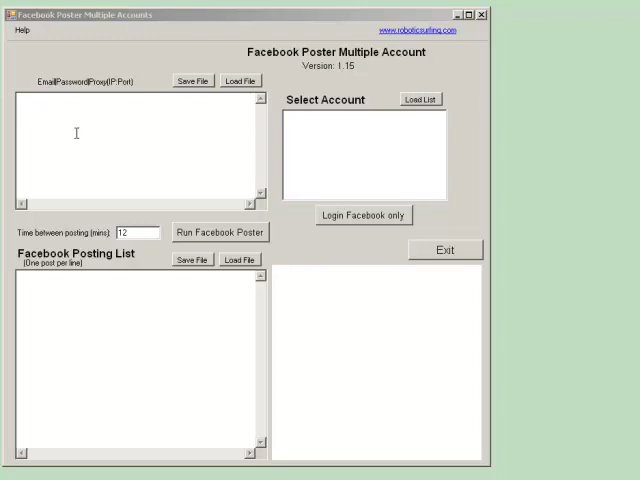 Facebook Poster Multiple Accounts
Help
www.roboticsurfing.com
Facebook Poster Multiple Account
Version: 1.15
Email|Password|Proxy(IP:Port)
Save File
Load File
Select Account
Load List
Login Facebook only
Time between posting (mins):
12
Run Facebook Poster
Exit
Facebook Posting List
(One post per line)
Save File
Load File